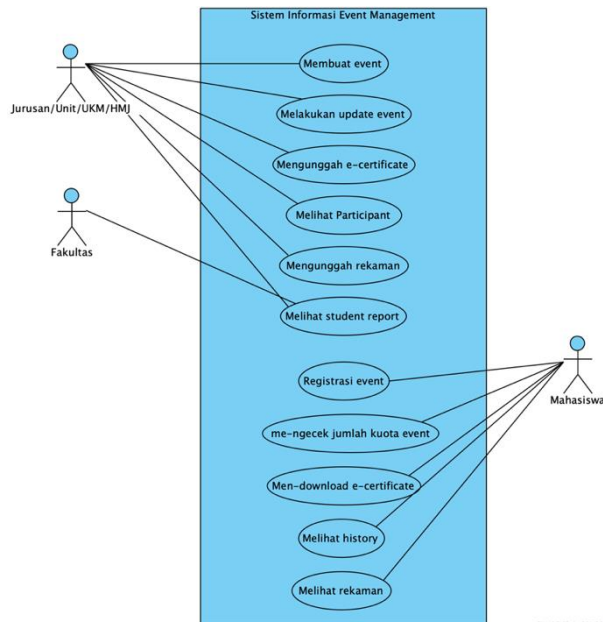 Sistem Informasi Event Management
Membuat event
Jurusan/Unit/UKM/HMJ
Melakukan update event
Mengunggah e-certificate
Melihat Participant
Fakultas
Mengunggah rekaman
Melihat student report
Registrasi event
Mahasiswa
me-ngecek jumlah kuota event
Men-download e-certificate
Melihat history
Melihat rekaman